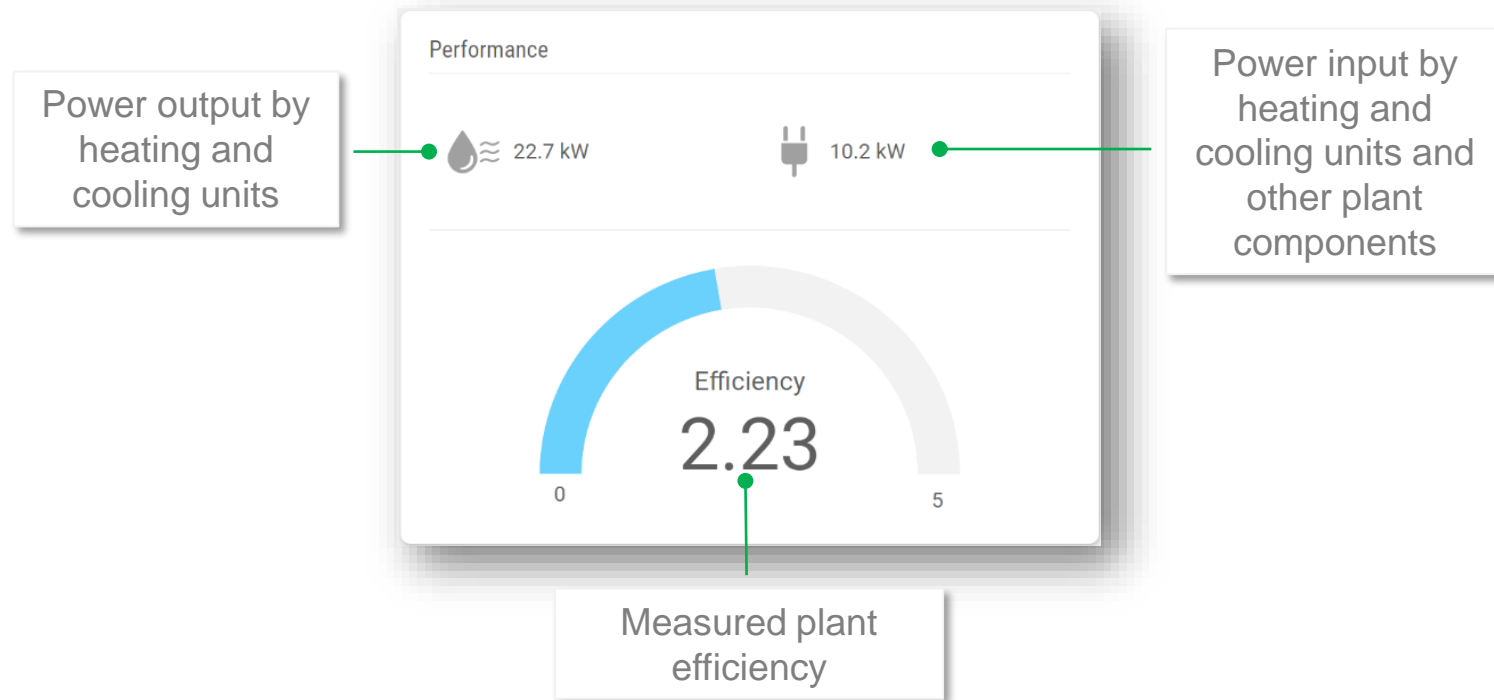 Performance
Power output by
heating and
cooling units
22.7 kW
10.2 kW
Power input by
heating and
cooling units and
other plant
components
Efficiency
2.23
0
5
Measured plant
efficiency